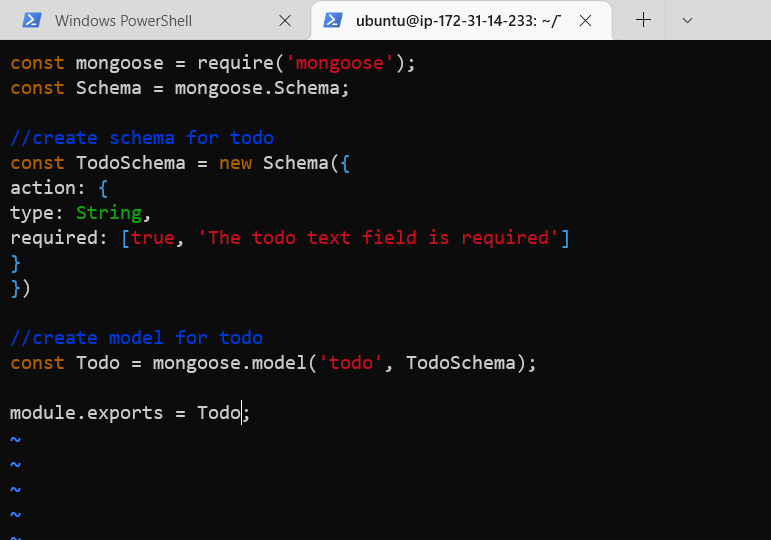 Windows PowerShell
ubuntu@ip-172-31-14-233: ~/
const mongoose = require('mongoose');
const Schema = mongoose.Schema;
//create schema for todo
const TodoSchema = new Schema({
action: {
type: String,
required: [true, 'The todo text field is required']
}
})
//create model for todo
const Todo = mongoose.model('todo', TodoSchema);
module.exports = Todo;
~
~
~
~
~